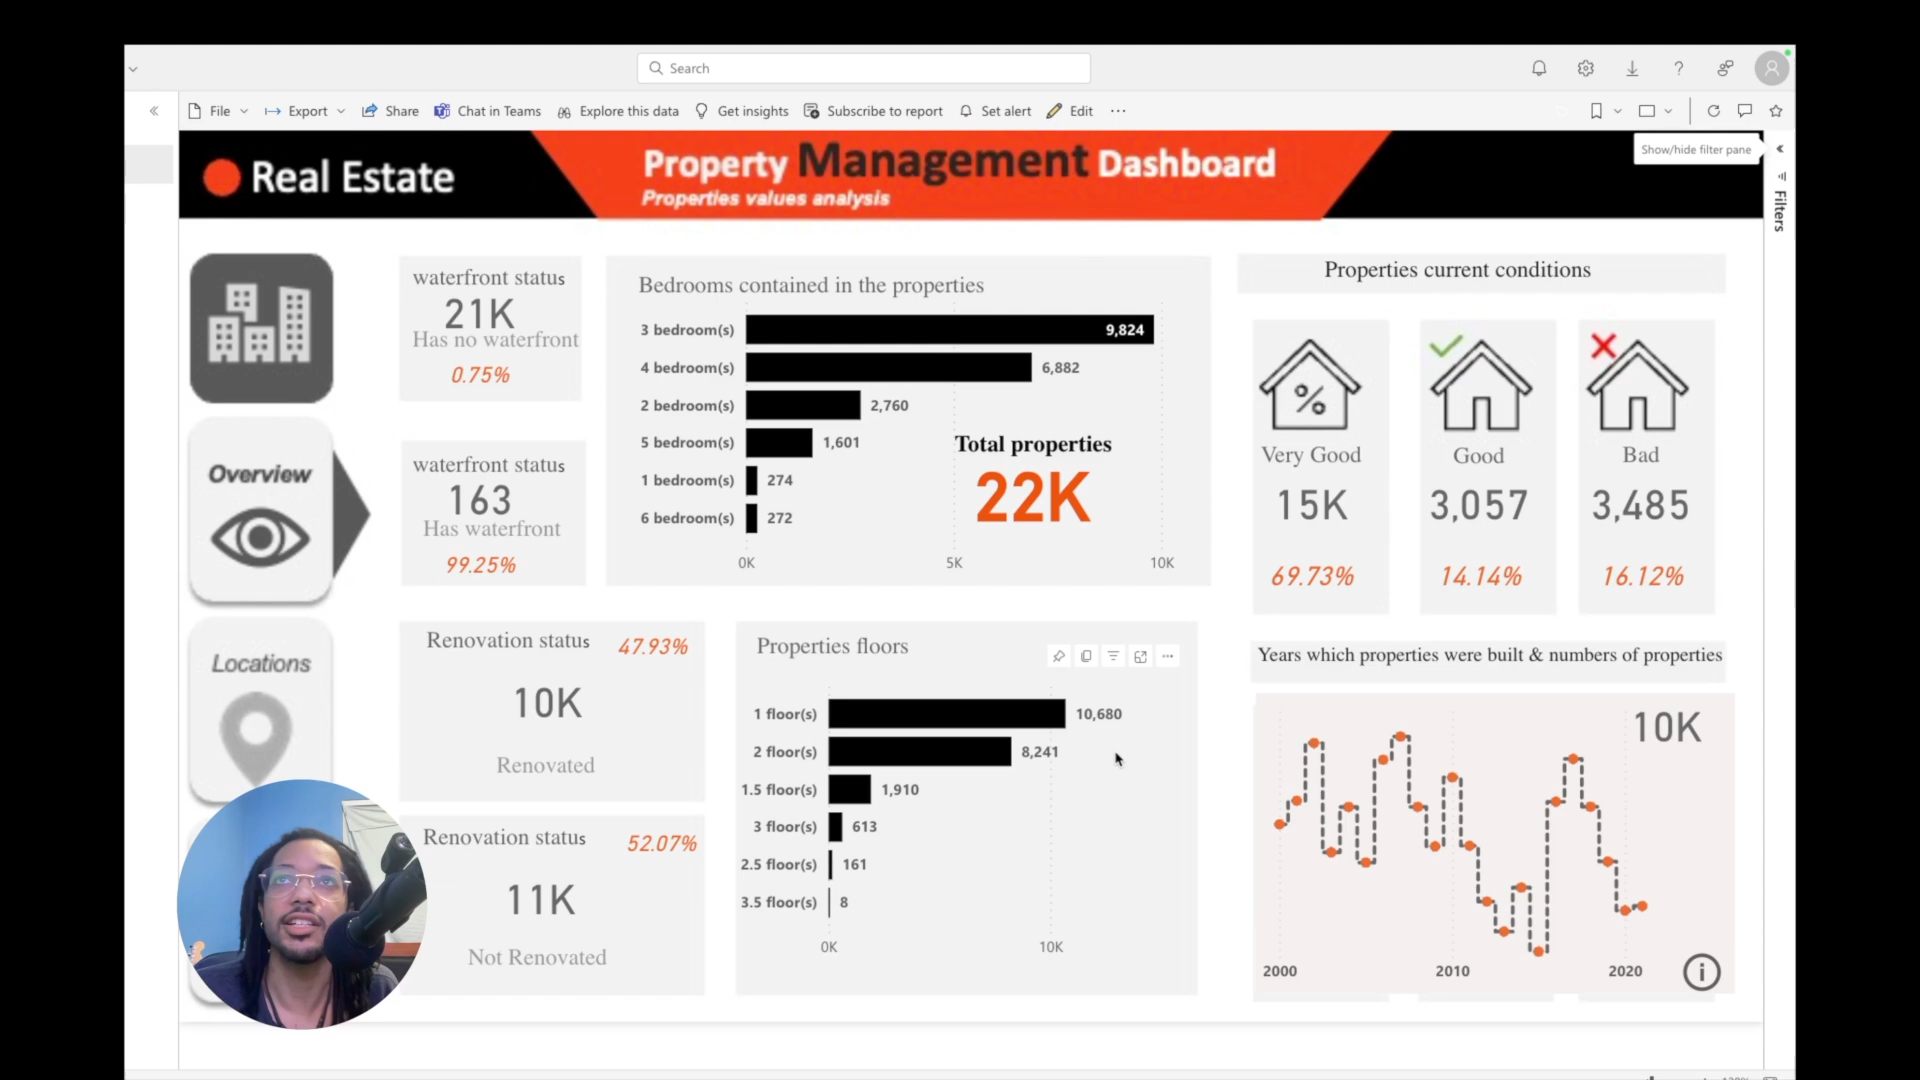 Search
File
Export
Share
Chat in Teams
Explore this data
Get insights
Subscribe to report
Set alert
Edit
Real Estate
Property Management Dashboard
Properties values analysis
Show/hide filter pane
Filters
waterfront status
21K
Has no waterfront
0.75%
waterfront status
163
Has waterfront
99.25%
Overview
Locations
Bedrooms contained in the properties
3 bedroom(s) 9,824
4 bedroom(s) 6,882
2 bedroom(s) 2,760
5 bedroom(s) 1,601
1 bedroom(s) 274
6 bedroom(s) 272
0K 5K 10K
Total properties
22K
Properties current conditions
Very Good
15K
69.73%
Good
3,057
14.14%
Bad
3,485
16.12%
Renovation status 47.93%
10K
Renovated
Renovation status 52.07%
11K
Not Renovated
Properties floors
1 floor(s) 10,680
2 floor(s) 8,241
1.5 floor(s) 1,910
3 floor(s) 613
2.5 floor(s) 161
3.5 floor(s) 8
0K 10K
Years which properties were built & numbers of properties
10K
2000 2010 2020